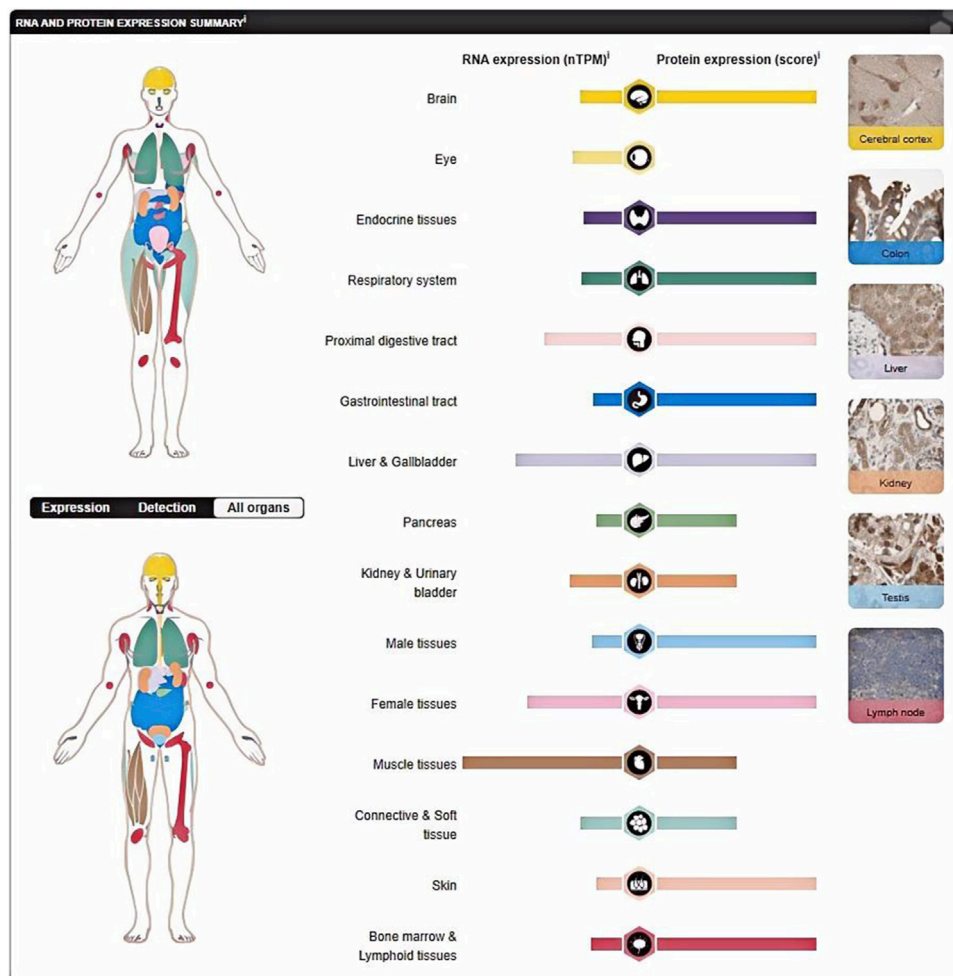 RNA AND PROTEIN EXPRESSION SUMMARYi
RNA expression (nTPM)i
Protein expression (score)i
Brain
Eye
Endocrine tissues
Respiratory system
Proximal digestive tract
Gastrointestinal tract
Liver & Gallbladder
Pancreas
Kidney & Urinary
bladder
Male tissues
Female tissues
Muscle tissues
Connective & Soft
tissue
Skin
Bone marrow &
Lymphoid tissues
Expression
Detection
All organs
Cerebral cortex
Colon
Liver
Kidney
Testis
Lymph node